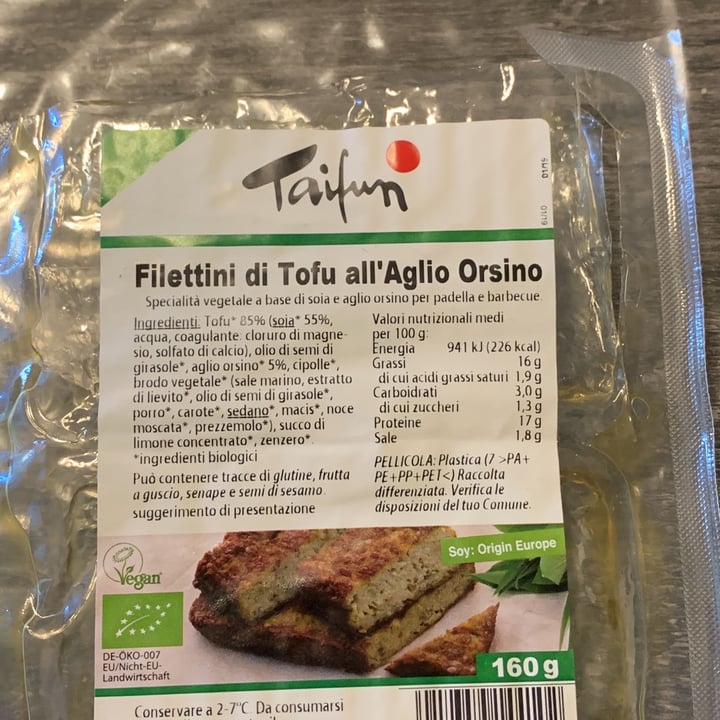 Taifun
Filettini di Tofu all'Aglio Orsino
Specialità vegetale a base di soia e aglio orsino per padella e barbecue.
Ingredienti: Tofu* 85% (soia* 55%,
acqua, coagulante: cloruro di magne-
sio, solfato di calcio), olio di semi di
girasole*, aglio orsino* 5%, cipolle*,
brodo vegetale* (sale marino, estratto
di lievito*, olio di semi di girasole*,
porro*, carote*, sedano*, macis*, noce
moscata*, prezzemolo*), succo di
limone concentrato*, zenzero*.
*ingredienti biologici
Può contenere tracce di glutine, frutta
a guscio, senape e semi di sesamo.
suggerimento di presentazione
Valori nutrizionali medi
per 100 g:
Energia 941 kJ (226 kcal)
Grassi 16 g
di cui acidi grassi saturi 1,9 g
Carboidrati 3,0 g
di cui zuccheri 1,3 g
Proteine 17 g
Sale 1,8 g
PELLICOLA: Plastica (7 >PA+
PE+PP+PET<) Raccolta
differenziata. Verifica le
disposizioni del tuo Comune.
Soy: Origin Europe
Vegan
DE-ÖKO-007
EU/Nicht-EU-
Landwirtschaft
160 g
Conservare a 2-7°C. Da consumarsi